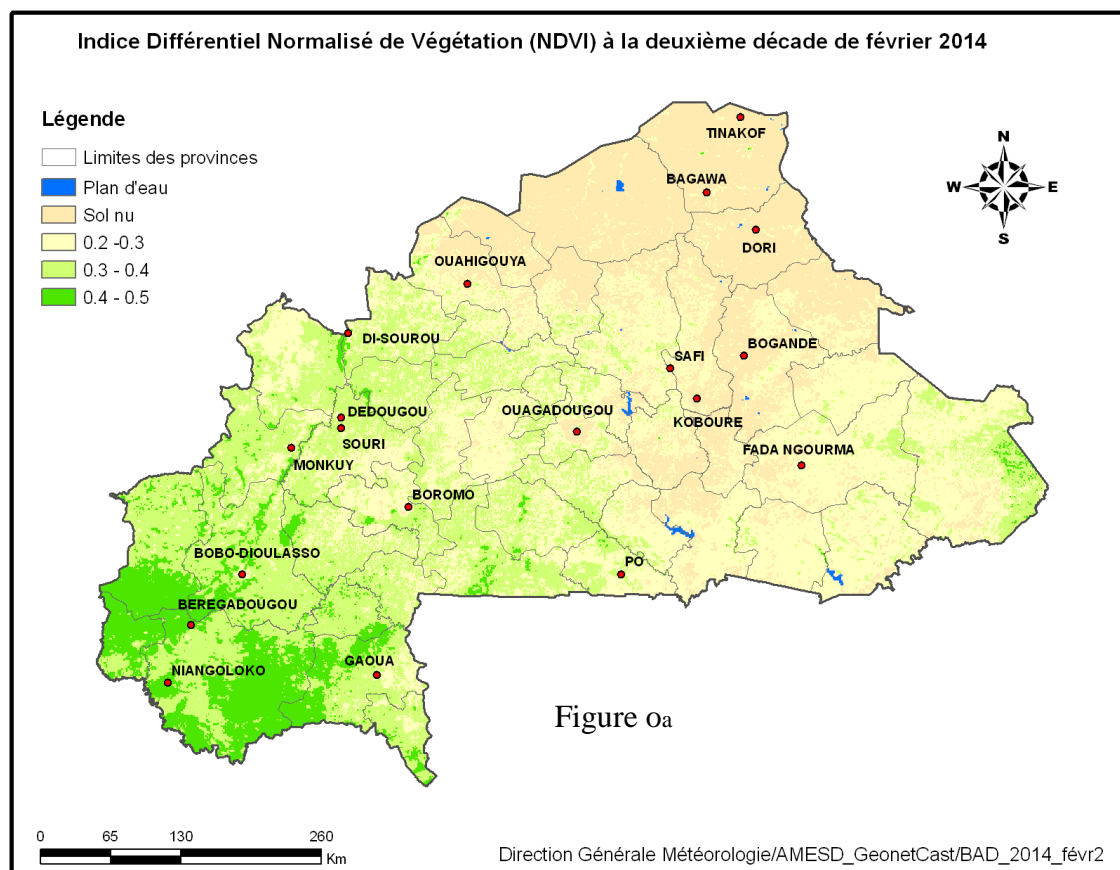 Indice Différentiel Normalisé de Végétation (NDVI) à la deuxième décade de février 2014
Légende
Limites des provinces
Plan d'eau
Sol nu
0.2 -0.3
0.3 - 0.4
0.4 - 0.5
N
W
E
S
TINAKOF
BAGAWA
DORI
OUAHIGOUYA
DI-SOUROU
BOGANDE
SAFI
DEDOUGOU
OUAGADOUGOU
KOBOURE
SOURI
FADA NGOURMA
MONKUY
BOROMO
BOBO-DIOULASSO
PO
BEREGADOUGOU
NIANGOLOKO
GAOUA
Figure oa
0 65 130 260
Km
Direction Générale Météorologie/AMESD_GeonetCast/BAD_2014_févr2